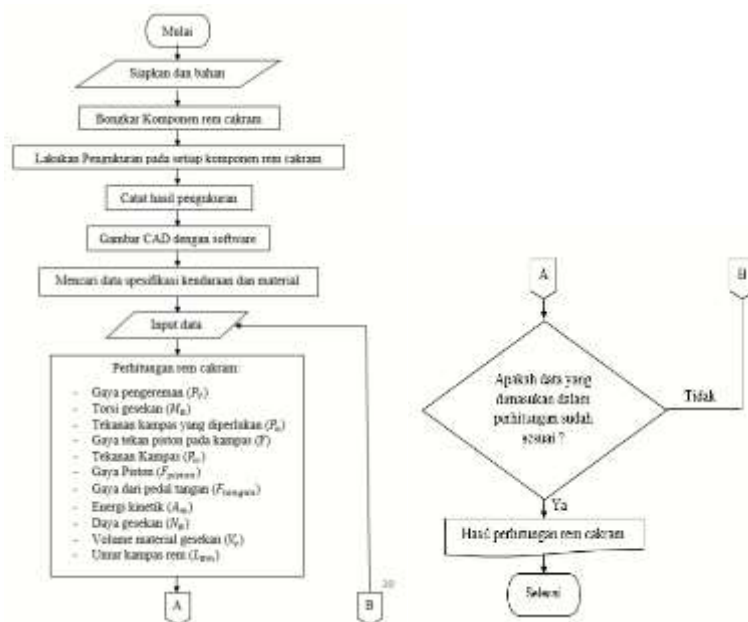 Mulai
Siapkan dan bahan
Bongkar Komponen rem cakram
Lakukan Pengukuran pada setiap komponen rem cakram
Catat hasil pengukuran
Gambar CAD dengan software
Mencari data spesifikasi kendaraan dan material
Input data
Perhitungan rem cakram:
- Gaya pengereman
- Torsi gesekan
- Tekanan kampas yang diperlukan
- Gaya tekan piston pada kampas (F)
- Tekanan Kampas
- Gaya Piston
- Gaya dari pedal tangan
- Energi kinetik
- Daya gesekan
- Volume material gesekan
- Umur kampas rem
A
B
A
B
Apakah data yang
dimasukan dalam
perhitungan sudah
sesuai ?
Tidak
Ya
Hasil perhitungan rem cakram
Selesai